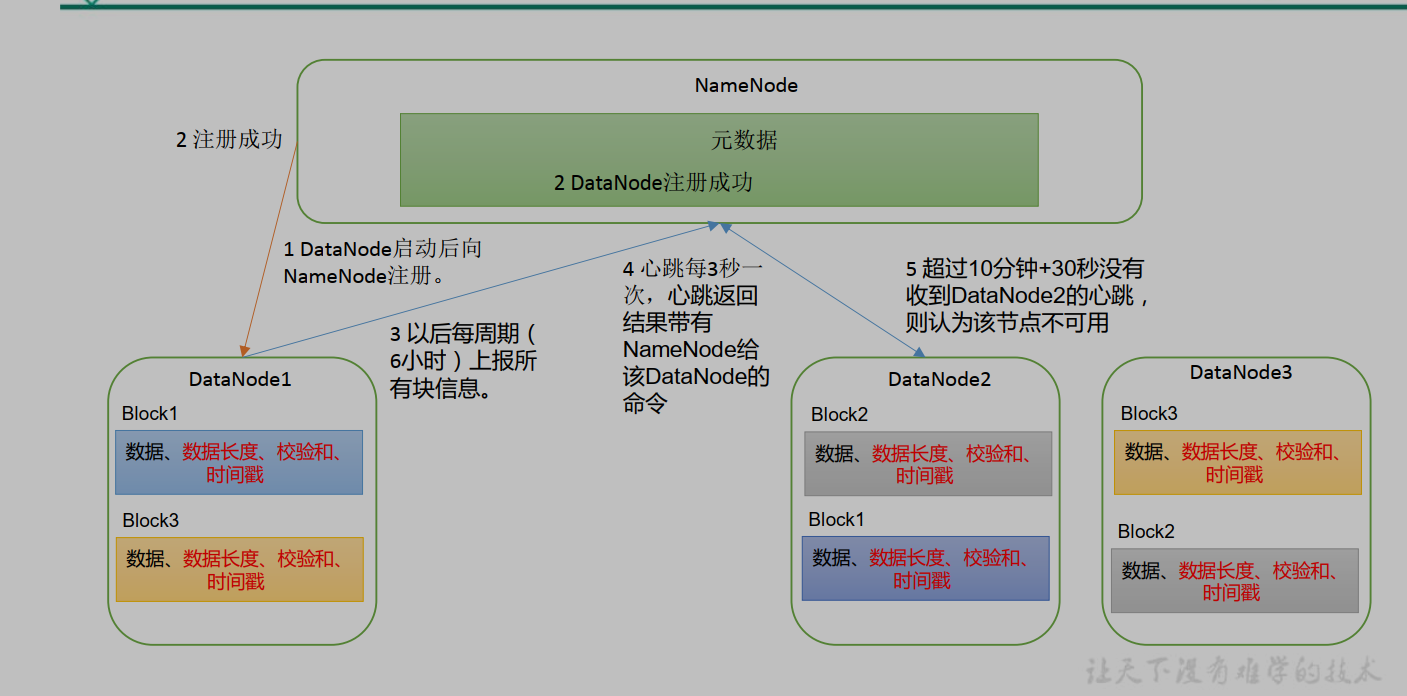 NameNode
元数据
2 DataNode注册成功
2 注册成功
1 DataNode启动后向
NameNode注册。
3 以后每周期（
6小时）上报所
有块信息。
4 心跳每3秒一
次，心跳返回
结果带有
NameNode给
该DataNode的
命令
5 超过10分钟+30秒没有
收到DataNode2的心跳，
则认为该节点不可用
DataNode1
Block1
数据、数据长度、校验和、
时间戳
Block3
数据、数据长度、校验和、
时间戳
DataNode2
Block2
数据、数据长度、校验和、
时间戳
Block1
数据、数据长度、校验和、
时间戳
DataNode3
Block3
数据、数据长度、校验和、
时间戳
Block2
数据、数据长度、校验和、
时间戳
让天下没有难学的技术